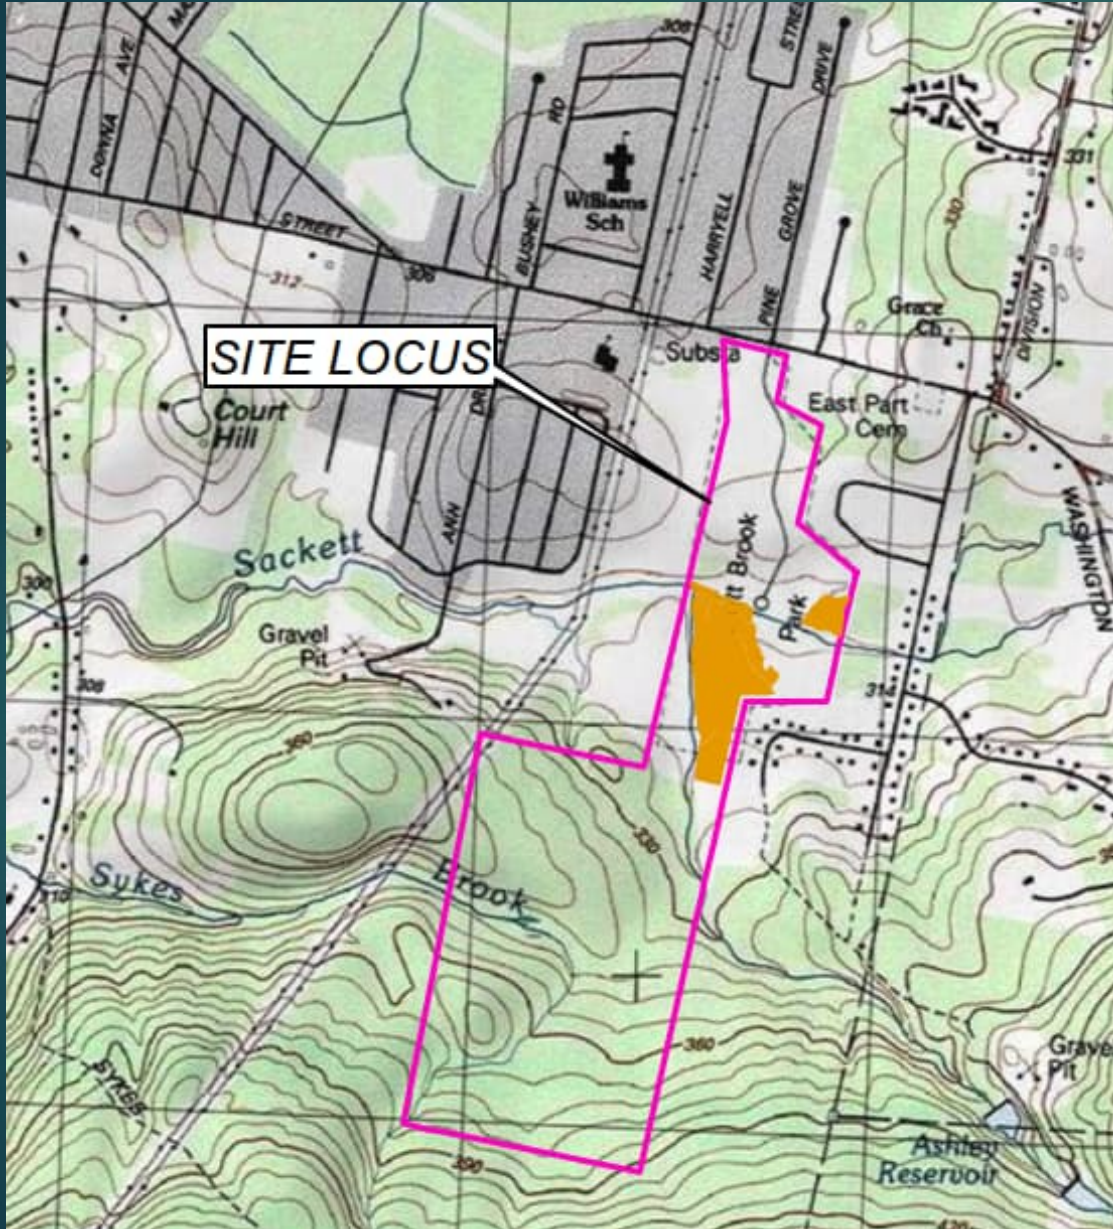 308
AVE
DONNA
STREET
306
312
BUSHEY
RD
Williams
Sch
HARRYELL
PINE
GROVE
DRIVE
331
330
DIVISION
Grace
Ch
SITE LOCUS
Substa
East Part
Cem
Court
Hill
ANN
DR
WASHINGTON
Sackett
tt Brook
Park
Gravel
Pit
300
308
314
360
330
Sykes
Brook
310
360
SYKES
390
Grave
Pit
Ashley
Reservoir